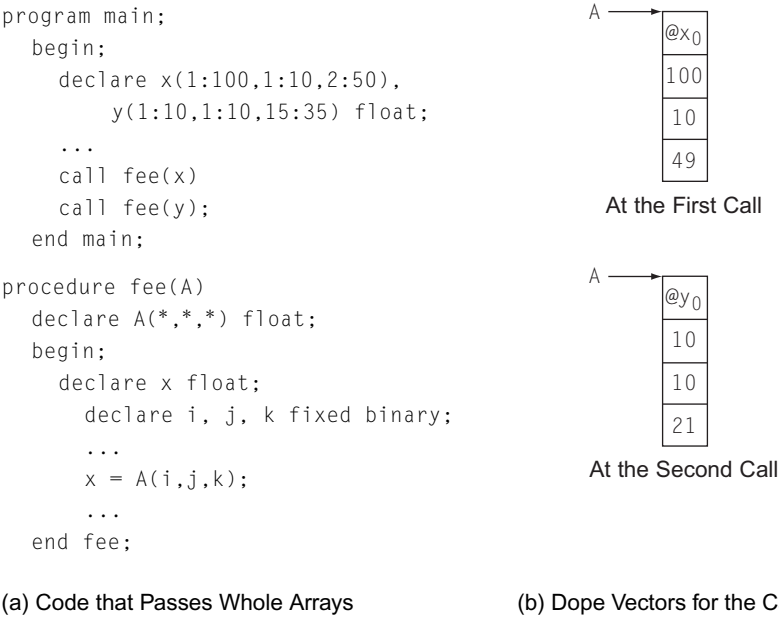 program main;
begin;
declare x(1:100,1:10,2:50),
y(1:10,1:10,15:35) float;
...
call fee(x)
call fee(y);
end main;
procedure fee(A)
declare A(*,*,*) float;
begin;
declare x float;
declare i, j, k fixed binary;
...
x = A(i,j,k);
...
end fee;
(a) Code that Passes Whole Arrays
A
@x0
100
10
49
At the First Call
A
@y0
10
10
21
At the Second Call
(b) Dope Vectors for the C